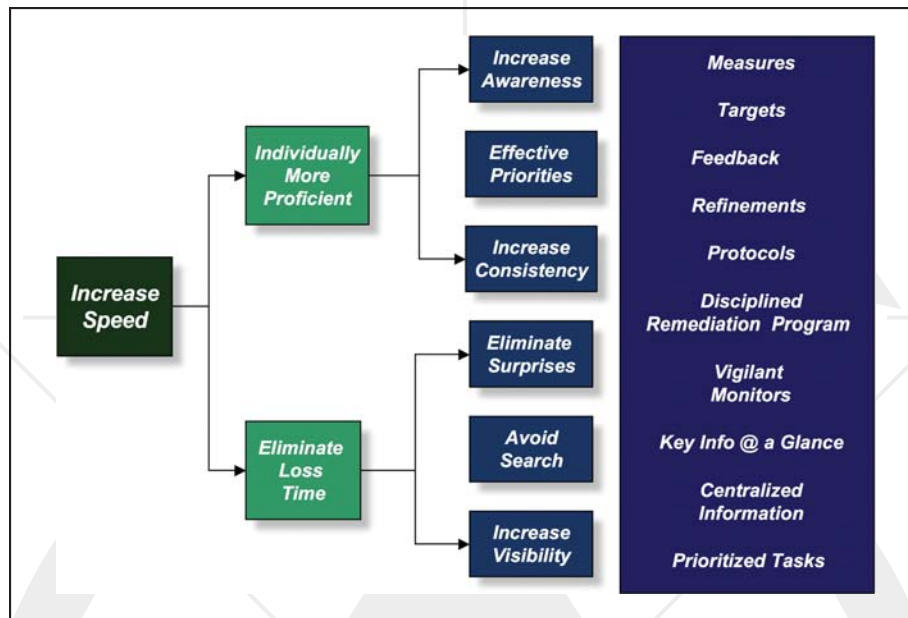 Increase
Speed
Individually
More
Proficient
Eliminate
Loss
Time
Increase
Awareness
Effective
Priorities
Increase
Consistency
Eliminate
Surprises
Avoid
Search
Increase
Visibility
Measures
Targets
Feedback
Refinements
Protocols
Disciplined
Remediation Program
Vigilant
Monitors
Key Info @ a Glance
Centralized
Information
Prioritized Tasks